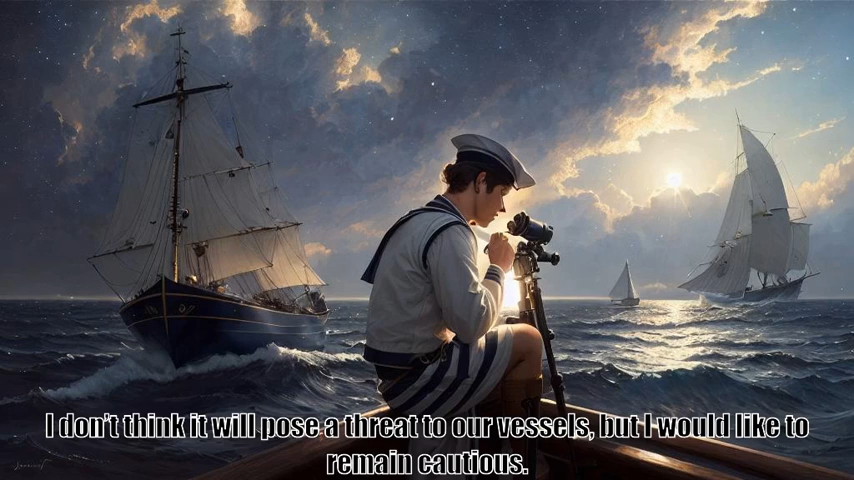 I don't think it will pose a threat to our vessels, but I would like to
remain cautious.